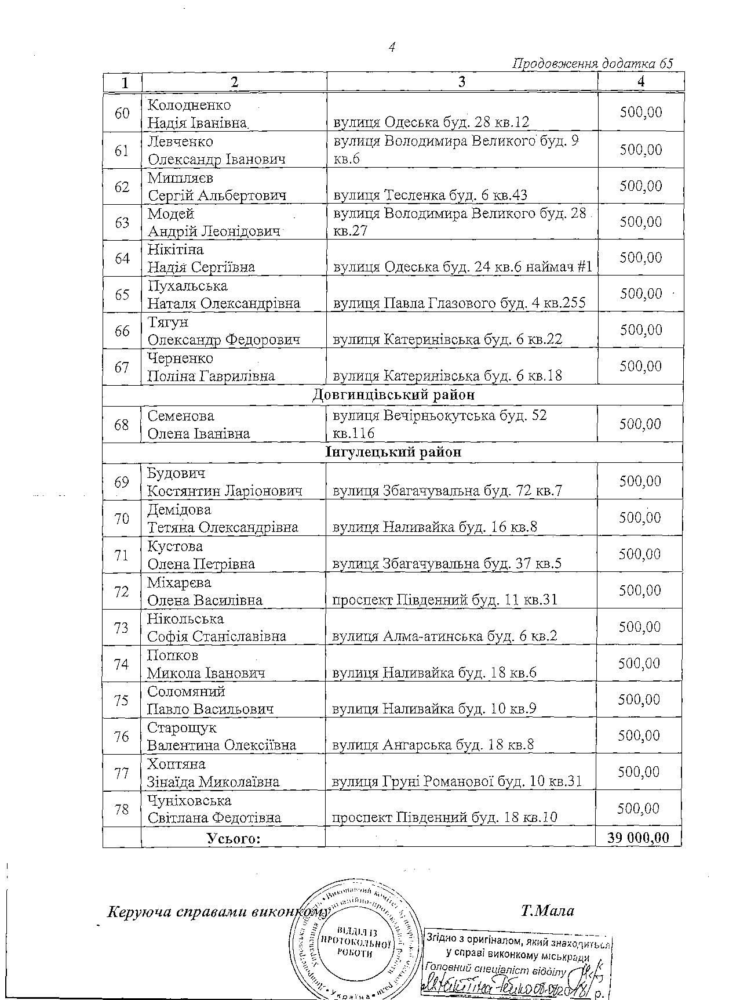 4
Продовження додатка 65
1 2 3 4
60 Колодненко
Надія Іванівна вулиця Одеська буд. 28 кв.12 500,00
61 Левченко вулиця Володимира Великого буд. 9
Олександр Іванович кв.6 500,00
62 Мишляєв
Сергій Альбертович вулиця Тесленка буд. 6 кв.43 500,00
63 Модей вулиця Володимира Великого буд. 28
Андрій Леонідович кв.27 500,00
64 Нікітіна
Надія Сергіївна вулиця Одеська буд. 24 кв.6 наймач #1 500,00
65 Пухальська
Наталя Олександрівна вулиця Павла Глазового буд. 4 кв.255 500,00
66 Тягун
Олександр Федорович вулиця Катеринівська буд. 6 кв.22 500,00
67 Черненко
Поліна Гаврилівна вулиця Катеринівська буд. 6 кв.18 500,00
Довгинцівський район
68 Семенова вулиця Вечірньокутська буд. 52
Олена Іванівна кв.116 500,00
Інгулецький район
69 Будович
Костянтин Ларіонович вулиця Збагачувальна буд. 72 кв.7 500,00
70 Демідова
Тетяна Олександрівна вулиця Наливайка буд. 16 кв.8 500,00
71 Кустова
Олена Петрівна вулиця Збагачувальна буд. 37 кв.5 500,00
72 Міхарєва
Олена Василівна проспект Південний буд. 11 кв.31 500,00
73 Нікольська
Софія Станіславівна вулиця Алма-атинська буд. 6 кв.2 500,00
74 Попков
Микола Іванович вулиця Наливайка буд. 18 кв.6 500,00
75 Соломяний
Павло Васильович вулиця Наливайка буд. 10 кв.9 500,00
76 Старощук
Валентина Олексіївна вулиця Ангарська буд. 18 кв.8 500,00
77 Хоптяна
Зінаїда Миколаївна вулиця Груні Романової буд. 10 кв.31 500,00
78 Чуніховська
Світлана Федотівна проспект Південний буд. 18 кв.10 500,00
Усього: 39 000,00
Керуюча справами виконкому Т.Мала
ВІДДІЛ ІЗ
ПРОТОКОЛЬНОЇ
РОБОТИ
Україна
Згідно з оригіналом, який знаходиться
у справі виконкому міськради
Головний спеціаліст відділу
р.